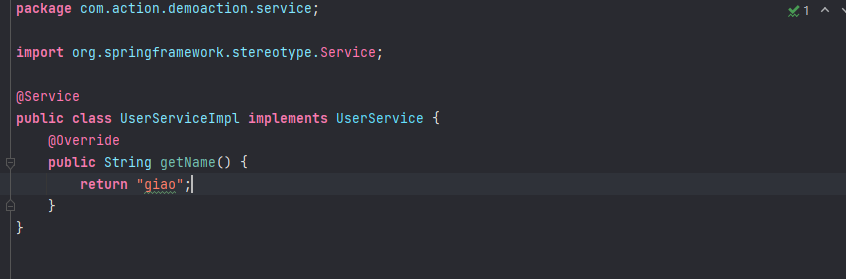 package com.action.demoaction.service;
1
import org.springframework.stereotype.Service;
@Service
public class UserServiceImpl implements UserService {
@Override
public String getName() {
return "giao";
}
}